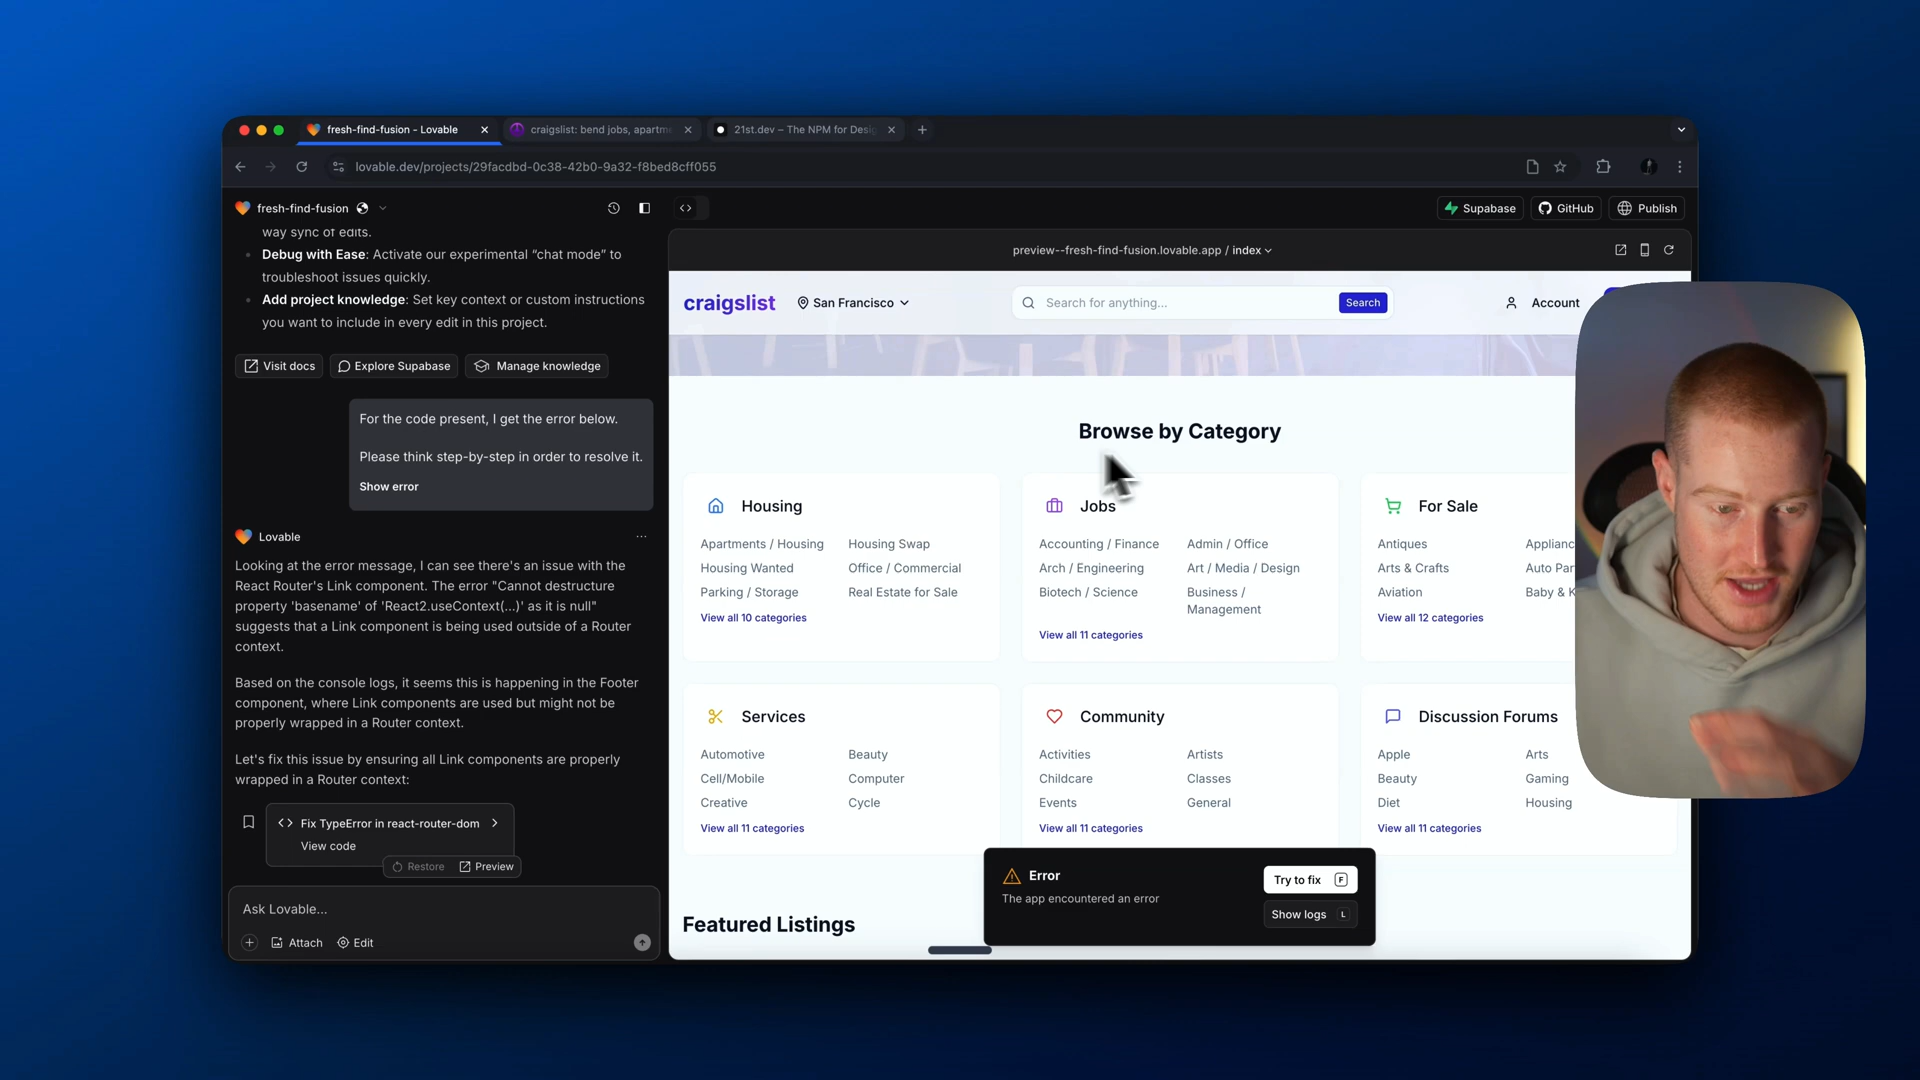 fresh-find-fusion - Lovable
craigslist: bend jobs, apartm
21st.dev – The NPM for Desig
lovable.dev/projects/29facdbd-0c38-42b0-9a32-f8bed8cff055
fresh-find-fusion
Supabase
GitHub
Publish
way sync of edits.
Debug with Ease: Activate our experimental “chat mode” to
troubleshoot issues quickly.
Add project knowledge: Set key context or custom instructions
you want to include in every edit in this project.
Visit docs
Explore Supabase
Manage knowledge
For the code present, I get the error below.
Please think step-by-step in order to resolve it.
Show error
Lovable
Looking at the error message, I can see there's an issue with the
React Router's Link component. The error "Cannot destructure
property 'basename' of 'React2.useContext(...)' as it is null"
suggests that a Link component is being used outside of a Router
context.
Based on the console logs, it seems this is happening in the Footer
component, where Link components are used but might not be
properly wrapped in a Router context.
Let's fix this issue by ensuring all Link components are properly
wrapped in a Router context:
Fix TypeError in react-router-dom
View code
Restore
Preview
Ask Lovable...
Attach
Edit
preview--fresh-find-fusion.lovable.app / index
craigslist
San Francisco
Search for anything...
Search
Account
Browse by Category
Housing
Apartments / Housing
Housing Swap
Housing Wanted
Office / Commercial
Parking / Storage
Real Estate for Sale
View all 10 categories
Jobs
Accounting / Finance
Admin / Office
Arch / Engineering
Art / Media / Design
Biotech / Science
Business /
Management
View all 11 categories
For Sale
Antiques
Applianc
Arts & Crafts
Auto Par
Aviation
Baby & K
View all 12 categories
Services
Automotive
Beauty
Cell/Mobile
Computer
Creative
Cycle
View all 11 categories
Community
Activities
Artists
Childcare
Classes
Events
General
View all 11 categories
Discussion Forums
Apple
Arts
Beauty
Gaming
Diet
Housing
View all 11 categories
Error
The app encountered an error
Try to fix F
Show logs L
Featured Listings